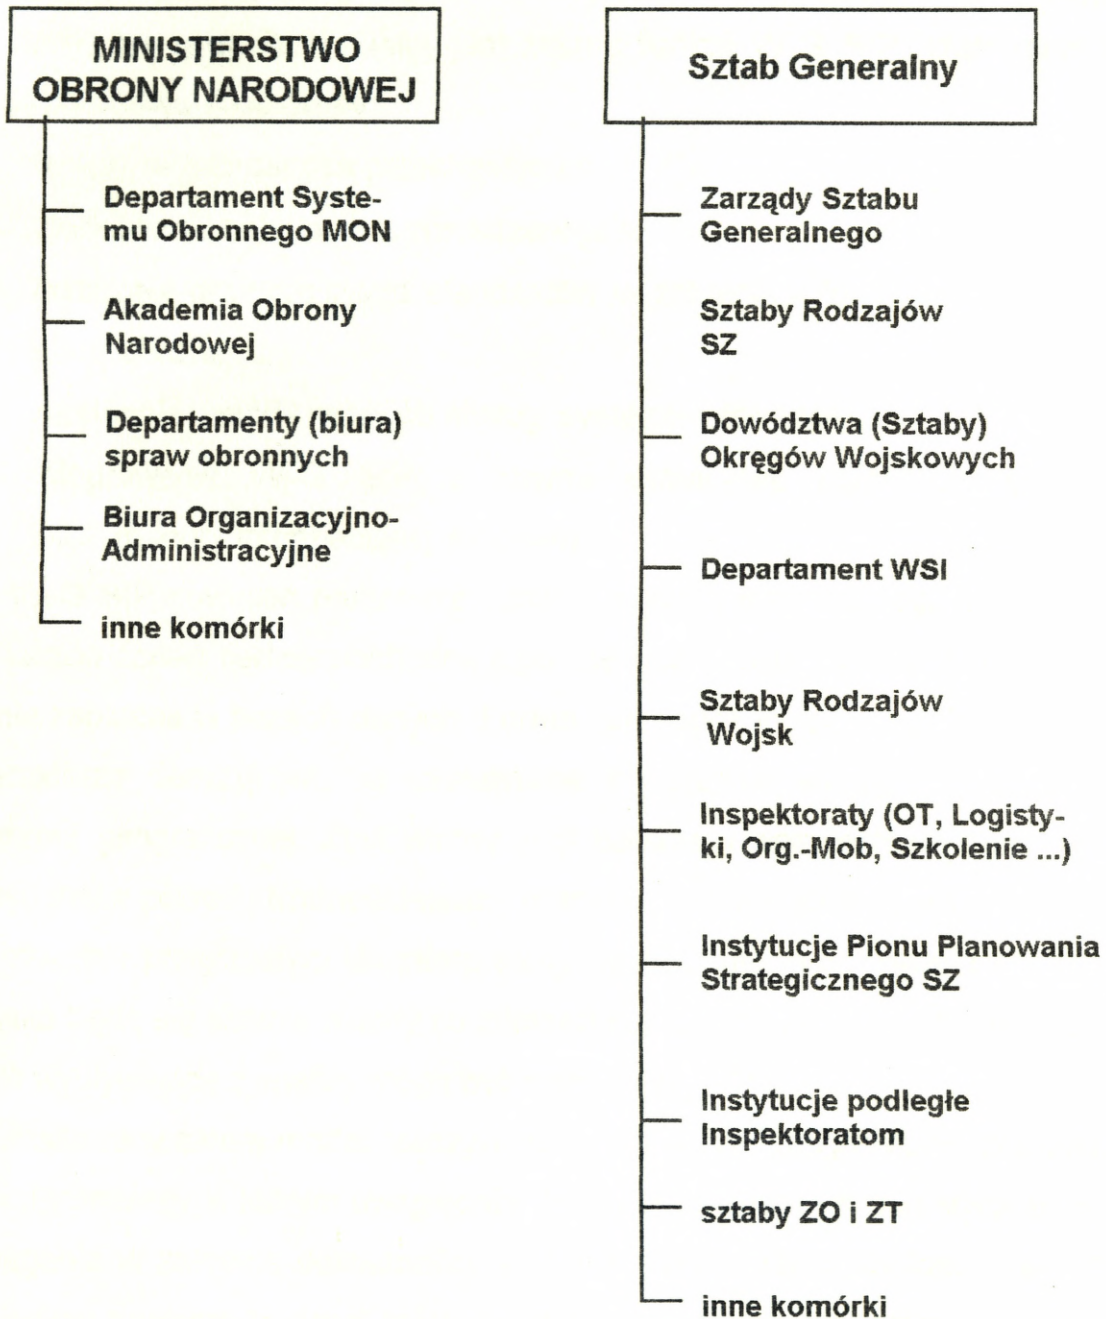 MINISTERSTWO
OBRONY NARODOWEJ
Departament Syste-
mu Obronnego MON
Akademia Obrony
Narodowej
Departamenty (biura)
spraw obronnych
Biura Organizacyjno-
Administracyjne
inne komórki
Sztab Generalny
Zarządy Sztabu
Generalnego
Sztaby Rodzajów
SZ
Dowództwa (Sztaby)
Okręgów Wojskowych
Departament WSI
Sztaby Rodzajów
Wojsk
Inspektoraty (OT, Logisty-
ki, Org.-Mob, Szkolenie ...)
Instytucje Pionu Planowania
Strategicznego SZ
Instytucje podległe
Inspektoratom
sztaby ZO i ZT
inne komórki